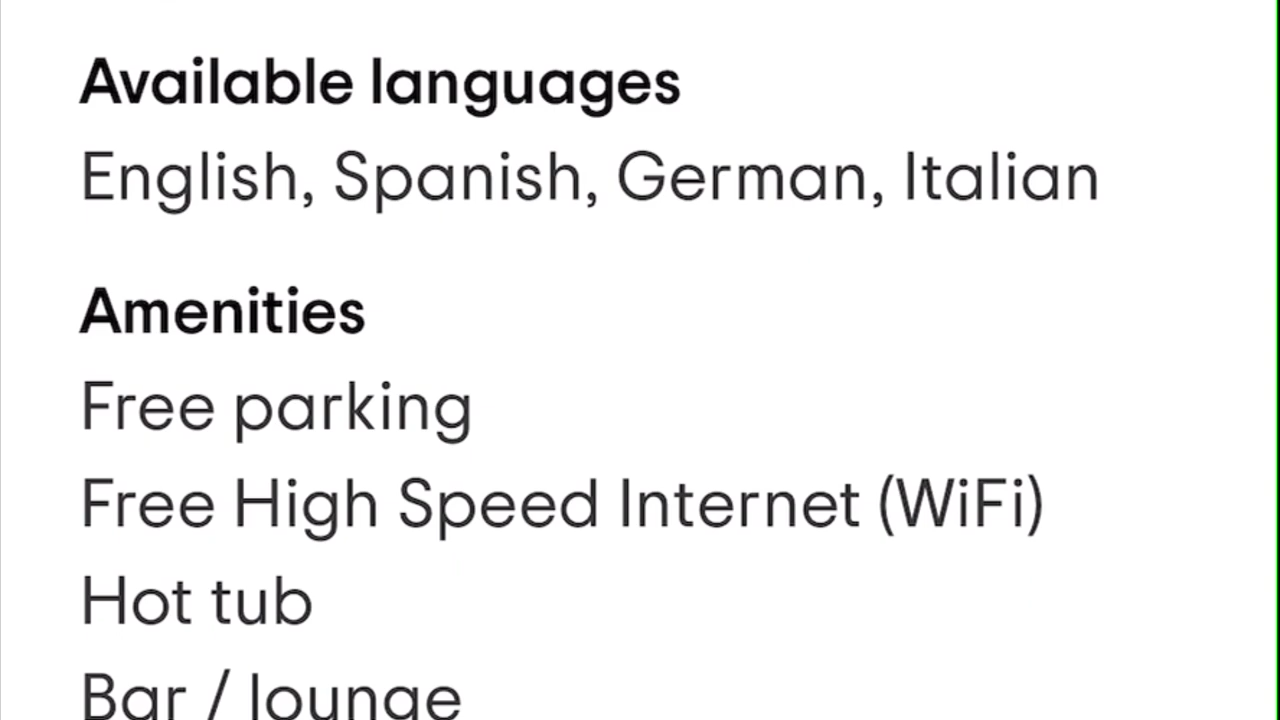 Available languages
English, Spanish, German, Italian
Amenities
Free parking
Free High Speed Internet (WiFi)
Hot tub
Bar / lounge